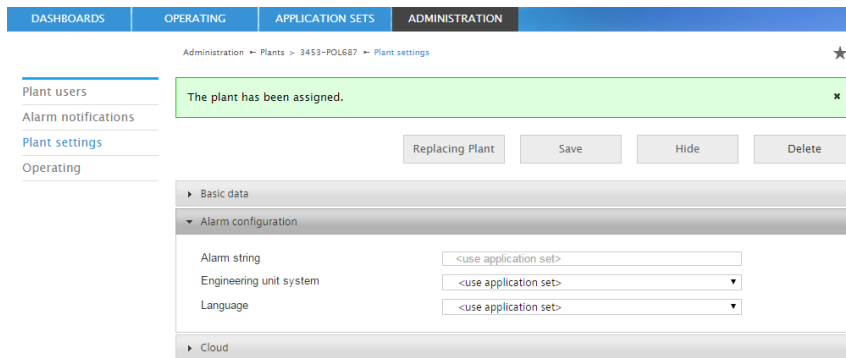 DASHBOARDS OPERATING APPLICATION SETS ADMINISTRATION
Administration ← Plants > 3453-POL687 ← Plant settings
Plant users
The plant has been assigned. ×
Alarm notifications
Plant settings
Replacing Plant Save Hide Delete
Operating
Basic data
Alarm configuration
Alarm string <use application set>
Engineering unit system <use application set>
Language <use application set>
Cloud